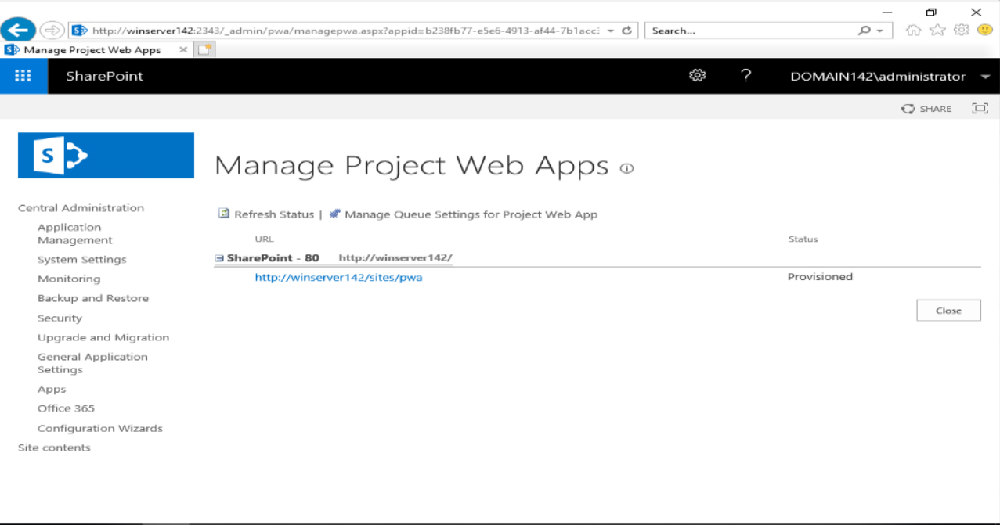 http://winserver142:2343/_admin/pwa/managepwa.aspx?appid=b238fb77-e5e6-4913-af44-7b1acc:
Search...
Manage Project Web Apps
SharePoint
?
DOMAIN142\administrator
SHARE
S
Manage Project Web Apps
Central Administration
Application
Management
System Settings
Monitoring
Backup and Restore
Security
Upgrade and Migration
General Application
Settings
Apps
Office 365
Configuration Wizards
Site contents
Refresh Status | Manage Queue Settings for Project Web App
URL Status
SharePoint - 80 http://winserver142/
http://winserver142/sites/pwa Provisioned
Close